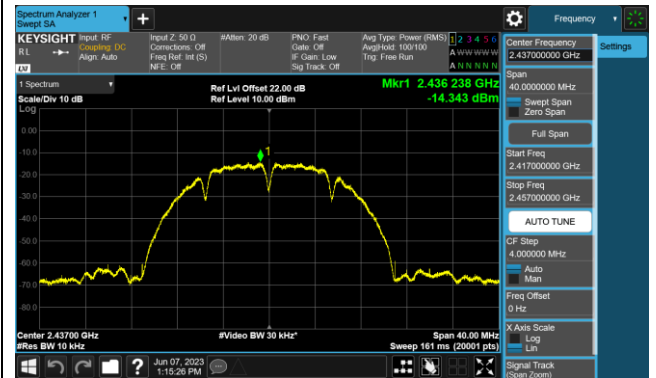 Spectrum Analyzer 1
Swept SA
+
Frequency
KEYSIGHT
RL
LXI
Input: RF
Coupling: DC
Align: Auto
Input Z: 50 Ω
Corrections: Off
Freq Ref: Int (S)
NFE: Off
#Atten: 20 dB
PNO: Fast
Gate: Off
IF Gain: Low
Sig Track: Off
Avg Type: Power (RMS)
Avg|Hold: 100/100
Trig: Free Run
1 2 3 4 5 6
A W W W W W
A N N N N N
1 Spectrum
Scale/Div 10 dB
Log
Ref Lvl Offset 22.00 dB
Ref Level 10.00 dBm
Mkr1 2.436 238 GHz
-14.343 dBm
1
0.00
-10.0
-20.0
-30.0
-40.0
-50.0
-60.0
-70.0
-80.0
Center 2.43700 GHz
#Res BW 10 kHz
#Video BW 30 kHz*
Span 40.00 MHz
Sweep 161 ms (20001 pts)
Jun 07, 2023
1:15:26 PM
?
Center Frequency
2.437000000 GHz
Span
40.0000000 MHz
Swept Span
Zero Span
Full Span
Start Freq
2.417000000 GHz
Stop Freq
2.457000000 GHz
AUTO TUNE
CF Step
4.000000 MHz
Auto
Man
Freq Offset
0 Hz
X Axis Scale
Log
Lin
Signal Track
(Span Zoom)
Settings